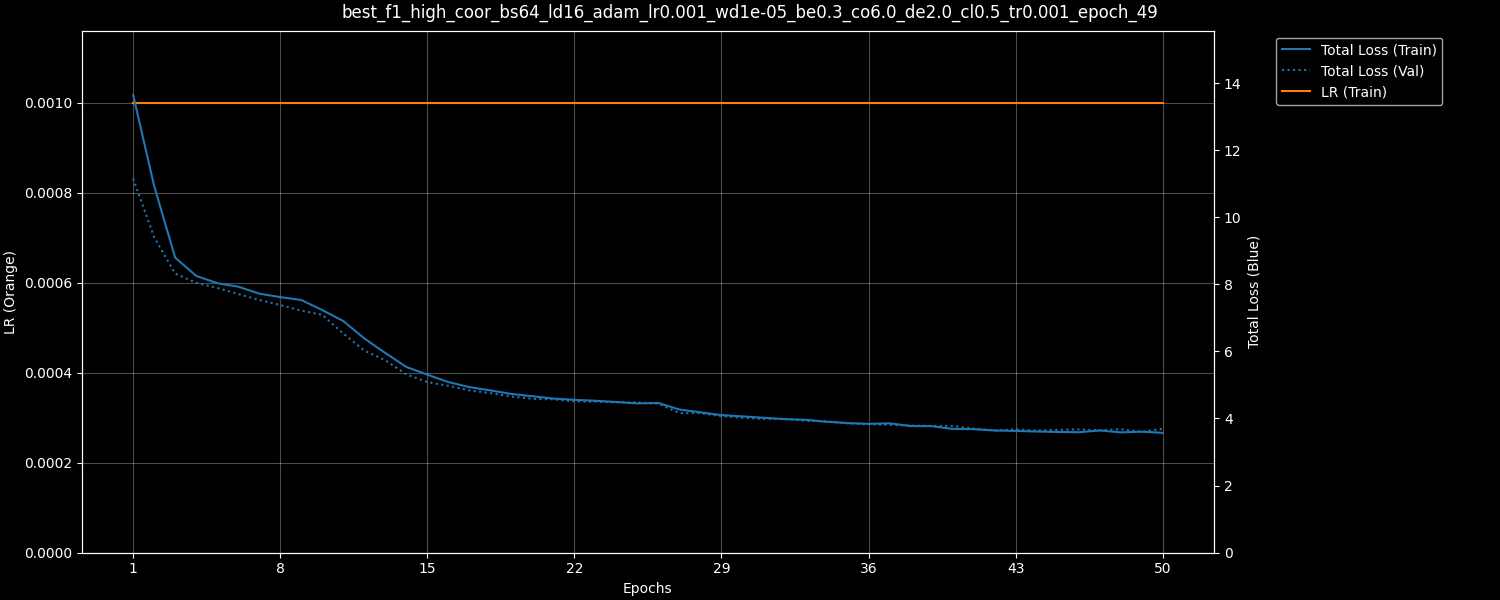 best_f1_high_coor_bs64_ld16_adam_lr0.001_wd1e-05_be0.3_co6.0_de2.0_cl0.5_tr0.001_epoch_49
Total Loss (Train)
Total Loss (Val)
LR (Train)
LR (Orange)
0.0010
0.0008
0.0006
0.0004
0.0002
0.0000
14
12
10
8
6
4
2
0
Total Loss (Blue)
1 8 15 22 29 36 43 50
Epochs